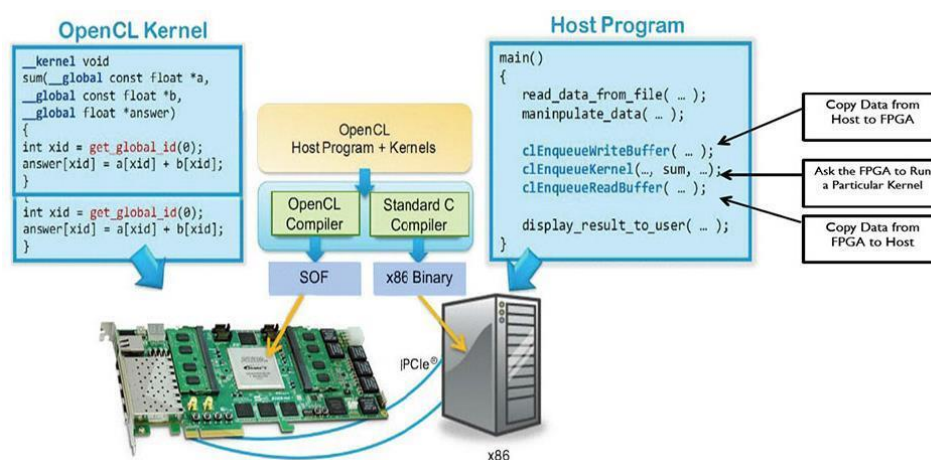 OpenCL Kernel
__kernel void
sum(__global const float *a,
__global const float *b,
__global float *answer)
{
int xid = get_global_id(0);
answer[xid] = a[xid] + b[xid];
}
int xid = get_global_id(0);
answer[xid] = a[xid] + b[xid];
}
OpenCL
Host Program + Kernels
OpenCL
Compiler
Standard C
Compiler
SOF
x86 Binary
Host Program
main()
{
read_data_from_file( … );
maninpulate_data( … );
clEnqueueWriteBuffer( … );
clEnqueueKernel(…, sum, …);
clEnqueueReadBuffer( … );
display_result_to_user( … );
}
Copy Data from
Host to FPGA
Ask the FPGA to Run
a Particular Kernel
Copy Data from
FPGA to Host
PCIe®
x86